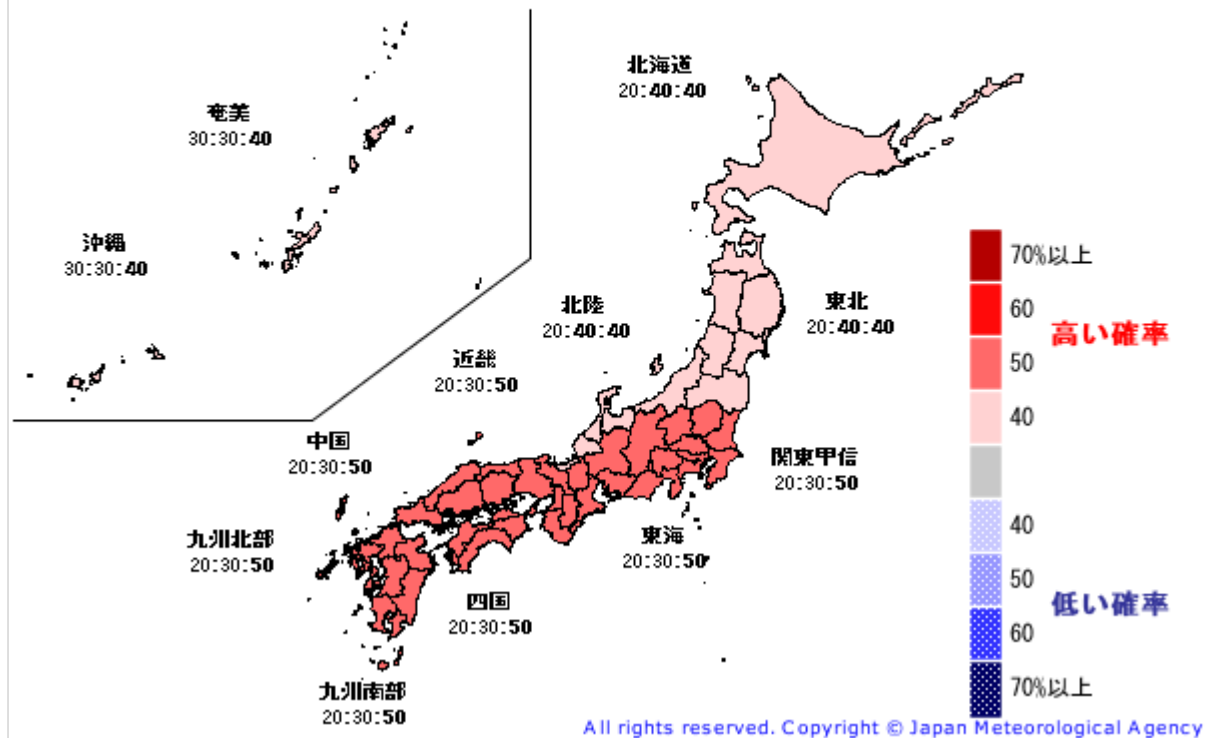 北海道
20:40:40
奄美
30:30:40
沖縄
30:30:40
北陸
20:40:40
東北
20:40:40
近畿
20:30:50
中国
20:30:50
関東甲信
20:30:50
東海
20:30:50
九州北部
20:30:50
四国
20:30:50
九州南部
20:30:50
70%以上
60
高い確率
50
40
40
50
低い確率
60
70%以上
All rights reserved. Copyright © Japan Meteorological Agency